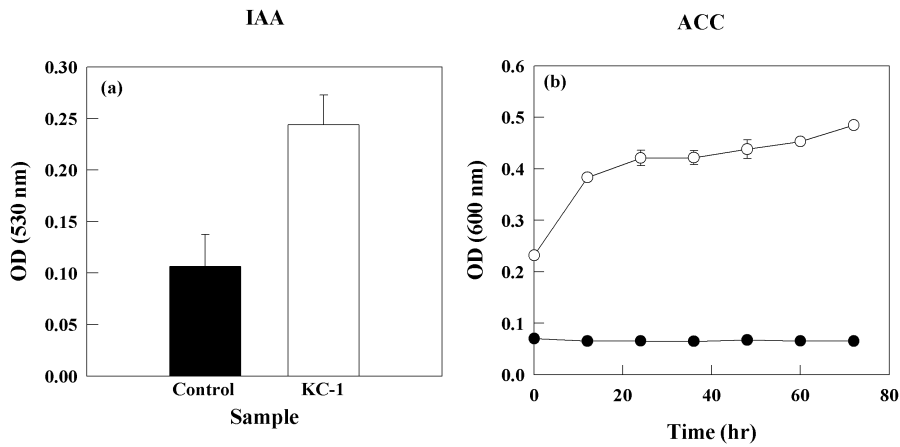 IAA
(a)
OD (530 nm)
0.30
0.25
0.20
0.15
0.10
0.05
0.00
Control KC-1
Sample
ACC
(b)
OD (600 nm)
0.6
0.5
0.4
0.3
0.2
0.1
0.0
0 20 40 60 80
Time (hr)